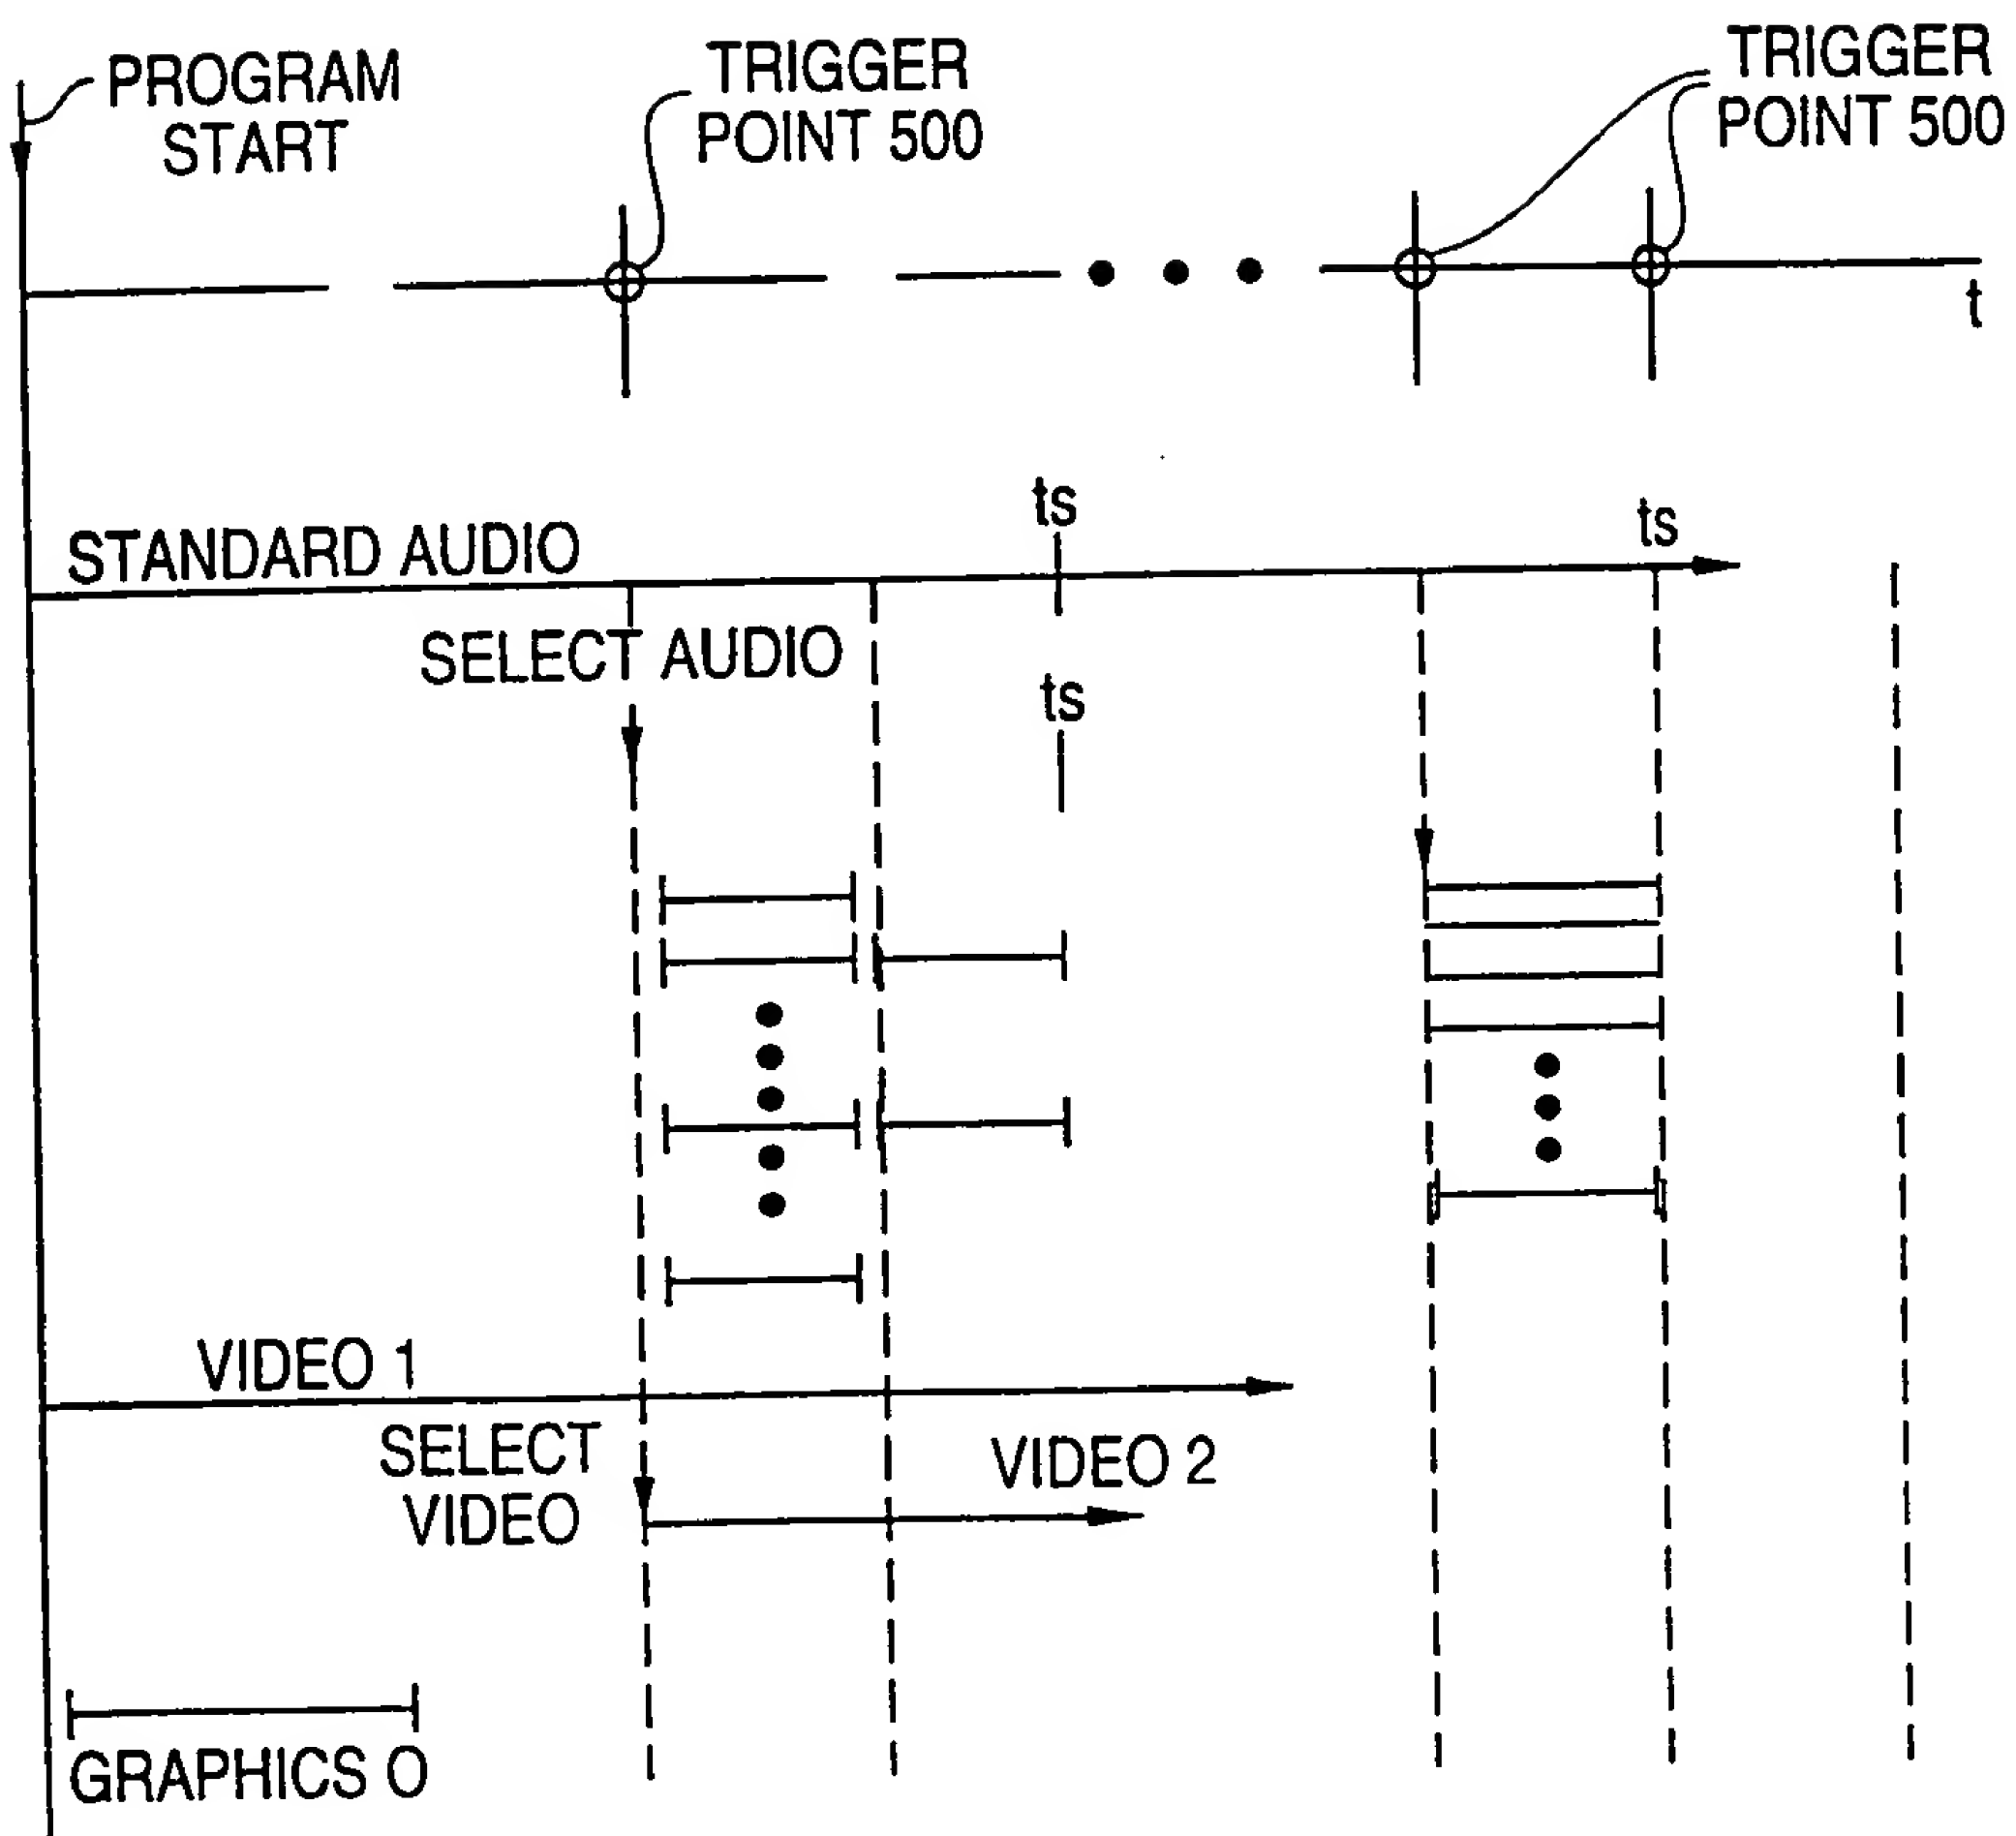 PROGRAM
START
TRIGGER
POINT 500
TRIGGER
POINT 500
t
STANDARD AUDIO
ts
ts
SELECT AUDIO
ts
VIDEO 1
SELECT
VIDEO
VIDEO 2
GRAPHICS O